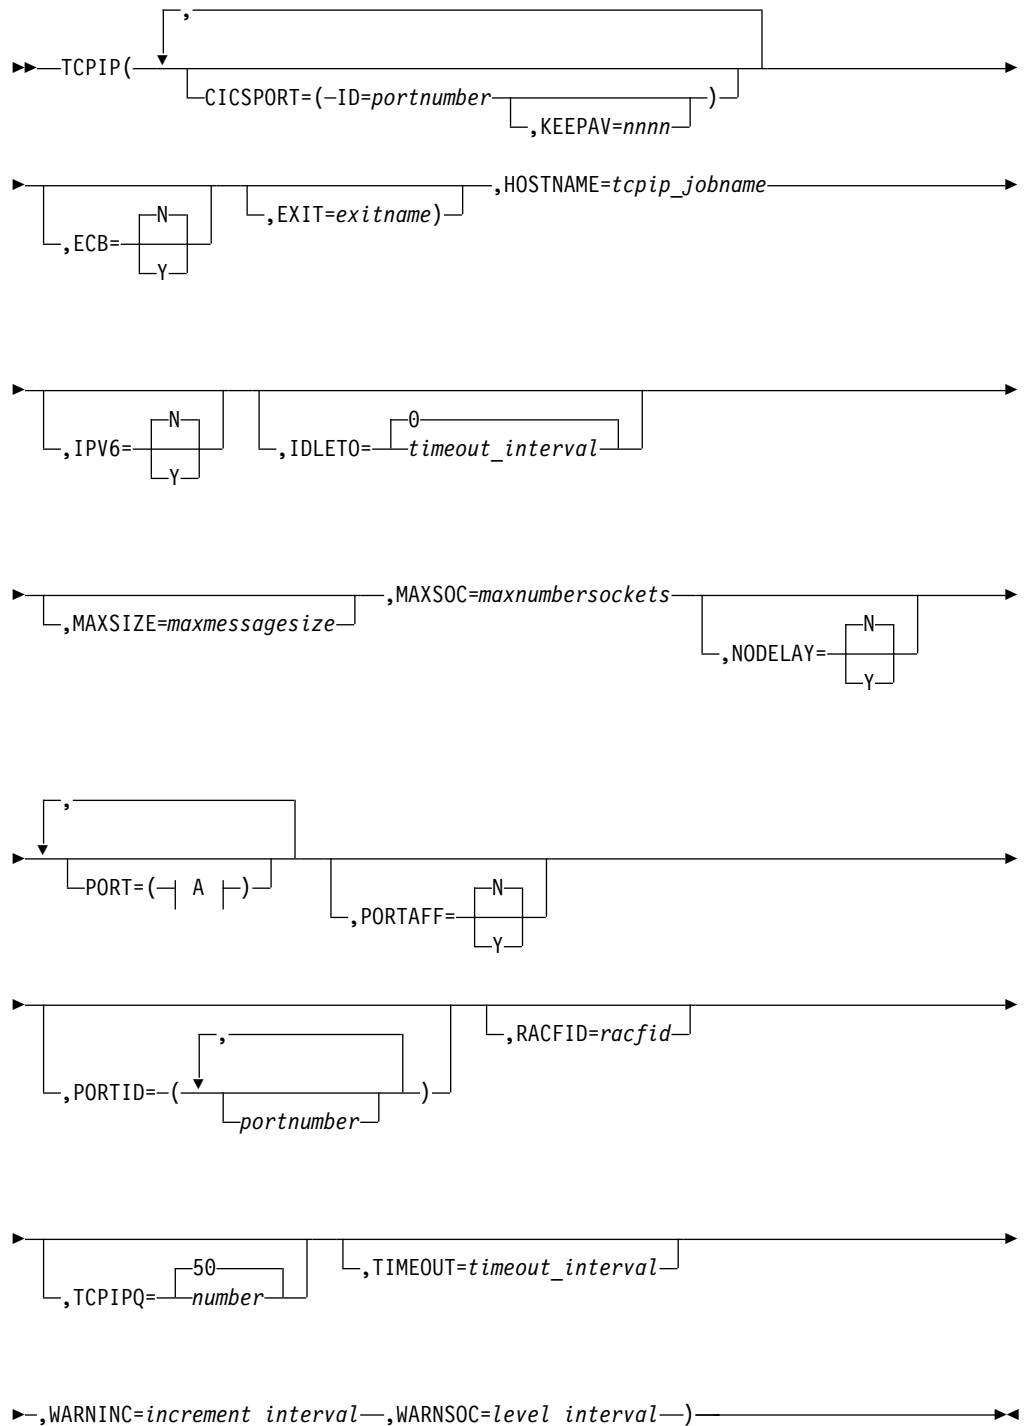 ,
TCPIP(
CICSPORT=( ID=portnumber )
,KEEPAV=nnnn
,HOSTNAME=tcpip_jobname
,ECB= N
Y
,EXIT=exitname)
,IPV6= N
Y
,IDLETO= 0
timeout_interval
,MAXSIZE=maxmessagesize
,MAXSOC=maxnumbersockets
,NODELAY= N
Y
,
PORT=( A )
,PORTAFF= N
Y
,PORTID= ( , )
portnumber
,RACFID=racfid
,TCPIPQ= 50
number
,TIMEOUT=timeout_interval
,WARNINC=increment interval ,WARNSOC=level interval )